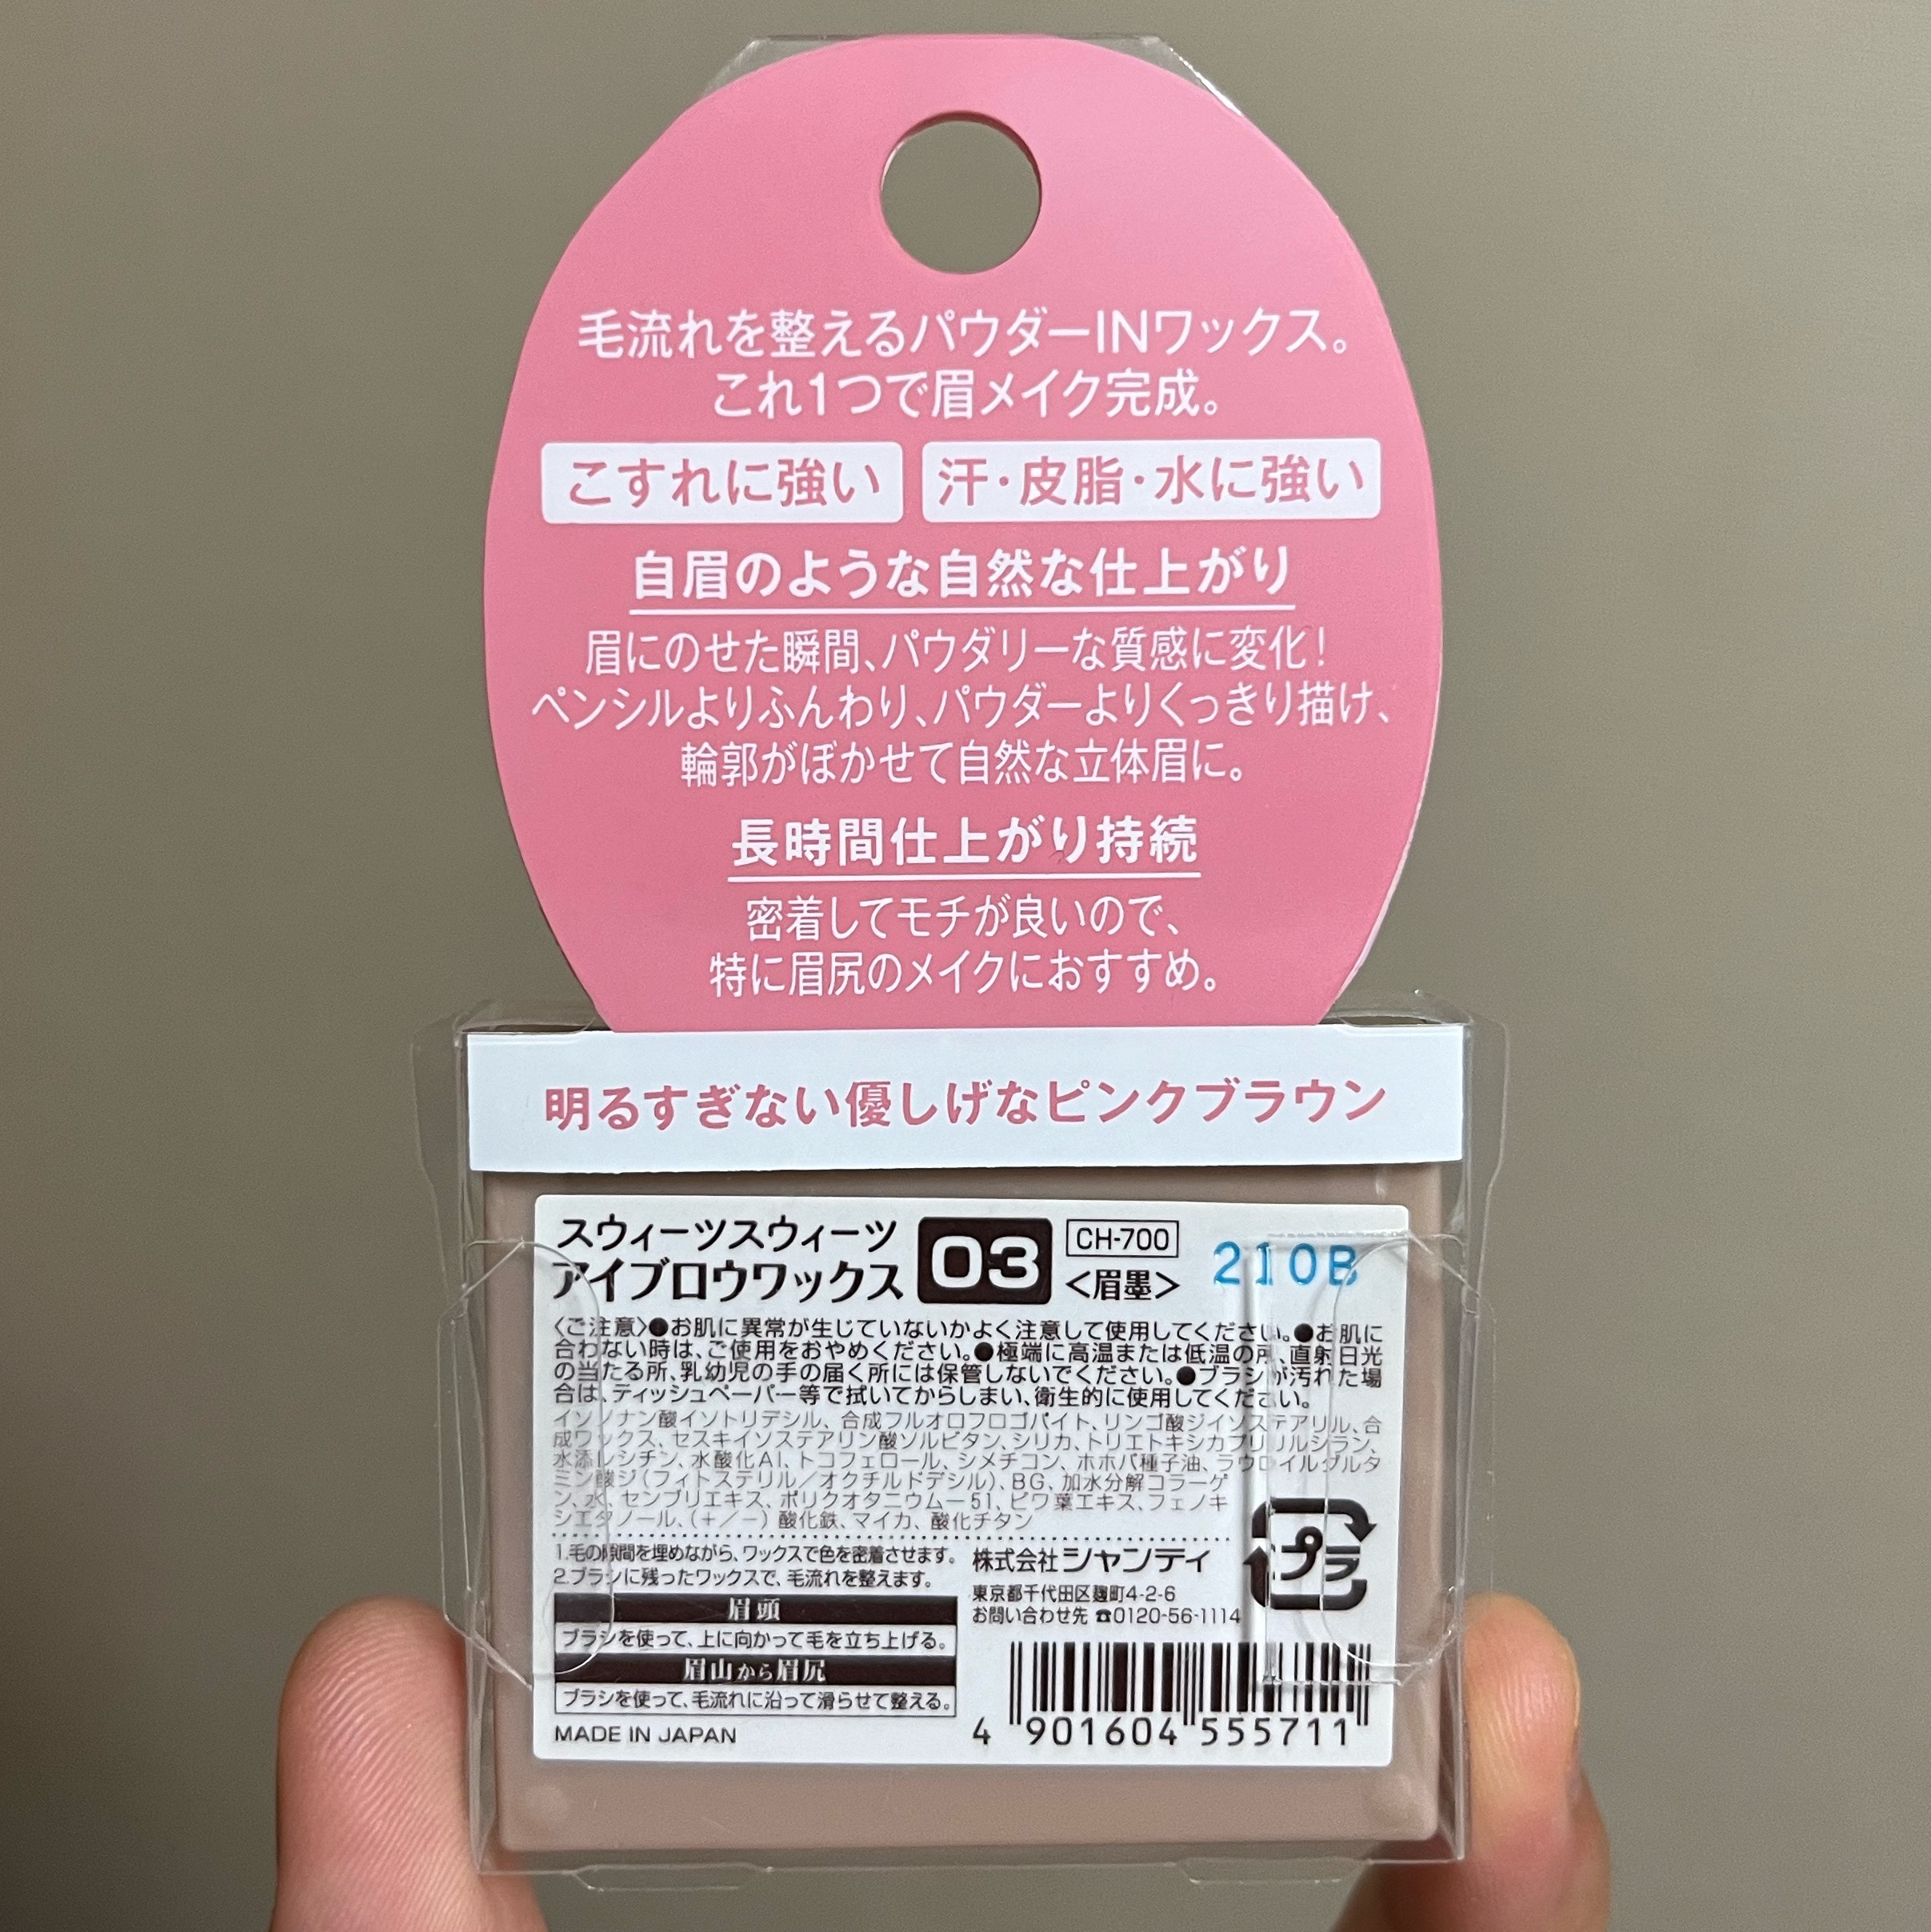 毛流れを整えるパウダーINワックス。
これ1つで眉メイク完成。
こすれに強い
汗・皮脂・水に強い
自眉のような自然な仕上がり
眉にのせた瞬間、パウダリーな質感に変化!
ペンシルよりふんわり、パウダーよりくっきり描け、
輪郭がぼかせて自然な立体眉に。
長時間仕上がり持続
密着してモチが良いので、
特に眉尻のメイクにおすすめ。
明るすぎない優しげなピンクブラウン
スウィーツスウィーツ
アイブロウワックス
03
CH-700
<眉墨>
210B
〈ご注意〉●お肌に異常が生じていないかよく注意して使用してください。●お肌に
合わない時は、ご使用をおやめください。●極端に高温または低温の所、直射日光
の当たる所、乳幼児の手の届く所には保管しないでください。●ブラシが汚れた場
合は、ティッシュペーパー等で拭いてからしまい、衛生的に使用してください。
イソノナン酸イソトリデシル、合成フルオロフロゴパイト、リンゴ酸ジイソステアリル、合
成ワックス、セスキイソステアリン酸ソルビタン、シリカ、トリエトキシカプリリルシラン、
水添レシチン、水酸化Al、トコフェロール、シメチコン、ホホバ種子油、ラウロイルグルタ
ミン酸ジ(フィトステリル/オクチルドデシル)、BG、加水分解コラーゲ
ン、水、センブリエキス、ポリクオタニウムー51、ビワ葉エキス、フェノキ
シエタノール、(+/−)酸化鉄、マイカ、酸化チタン
1.毛の隙間を埋めながら、ワックスで色を密着させます。
2.ブラシに残ったワックスで、毛流れを整えます。
眉頭
ブラシを使って、上に向かって毛を立ち上げる。
眉山から眉尻
ブラシを使って、毛流れに沿って滑らせて整える。
MADE IN JAPAN
株式会社シャンティ
東京都千代田区麹町4-2-6
お問い合わせ先 ☎0120-56-1114
プラ
4 901604 555711